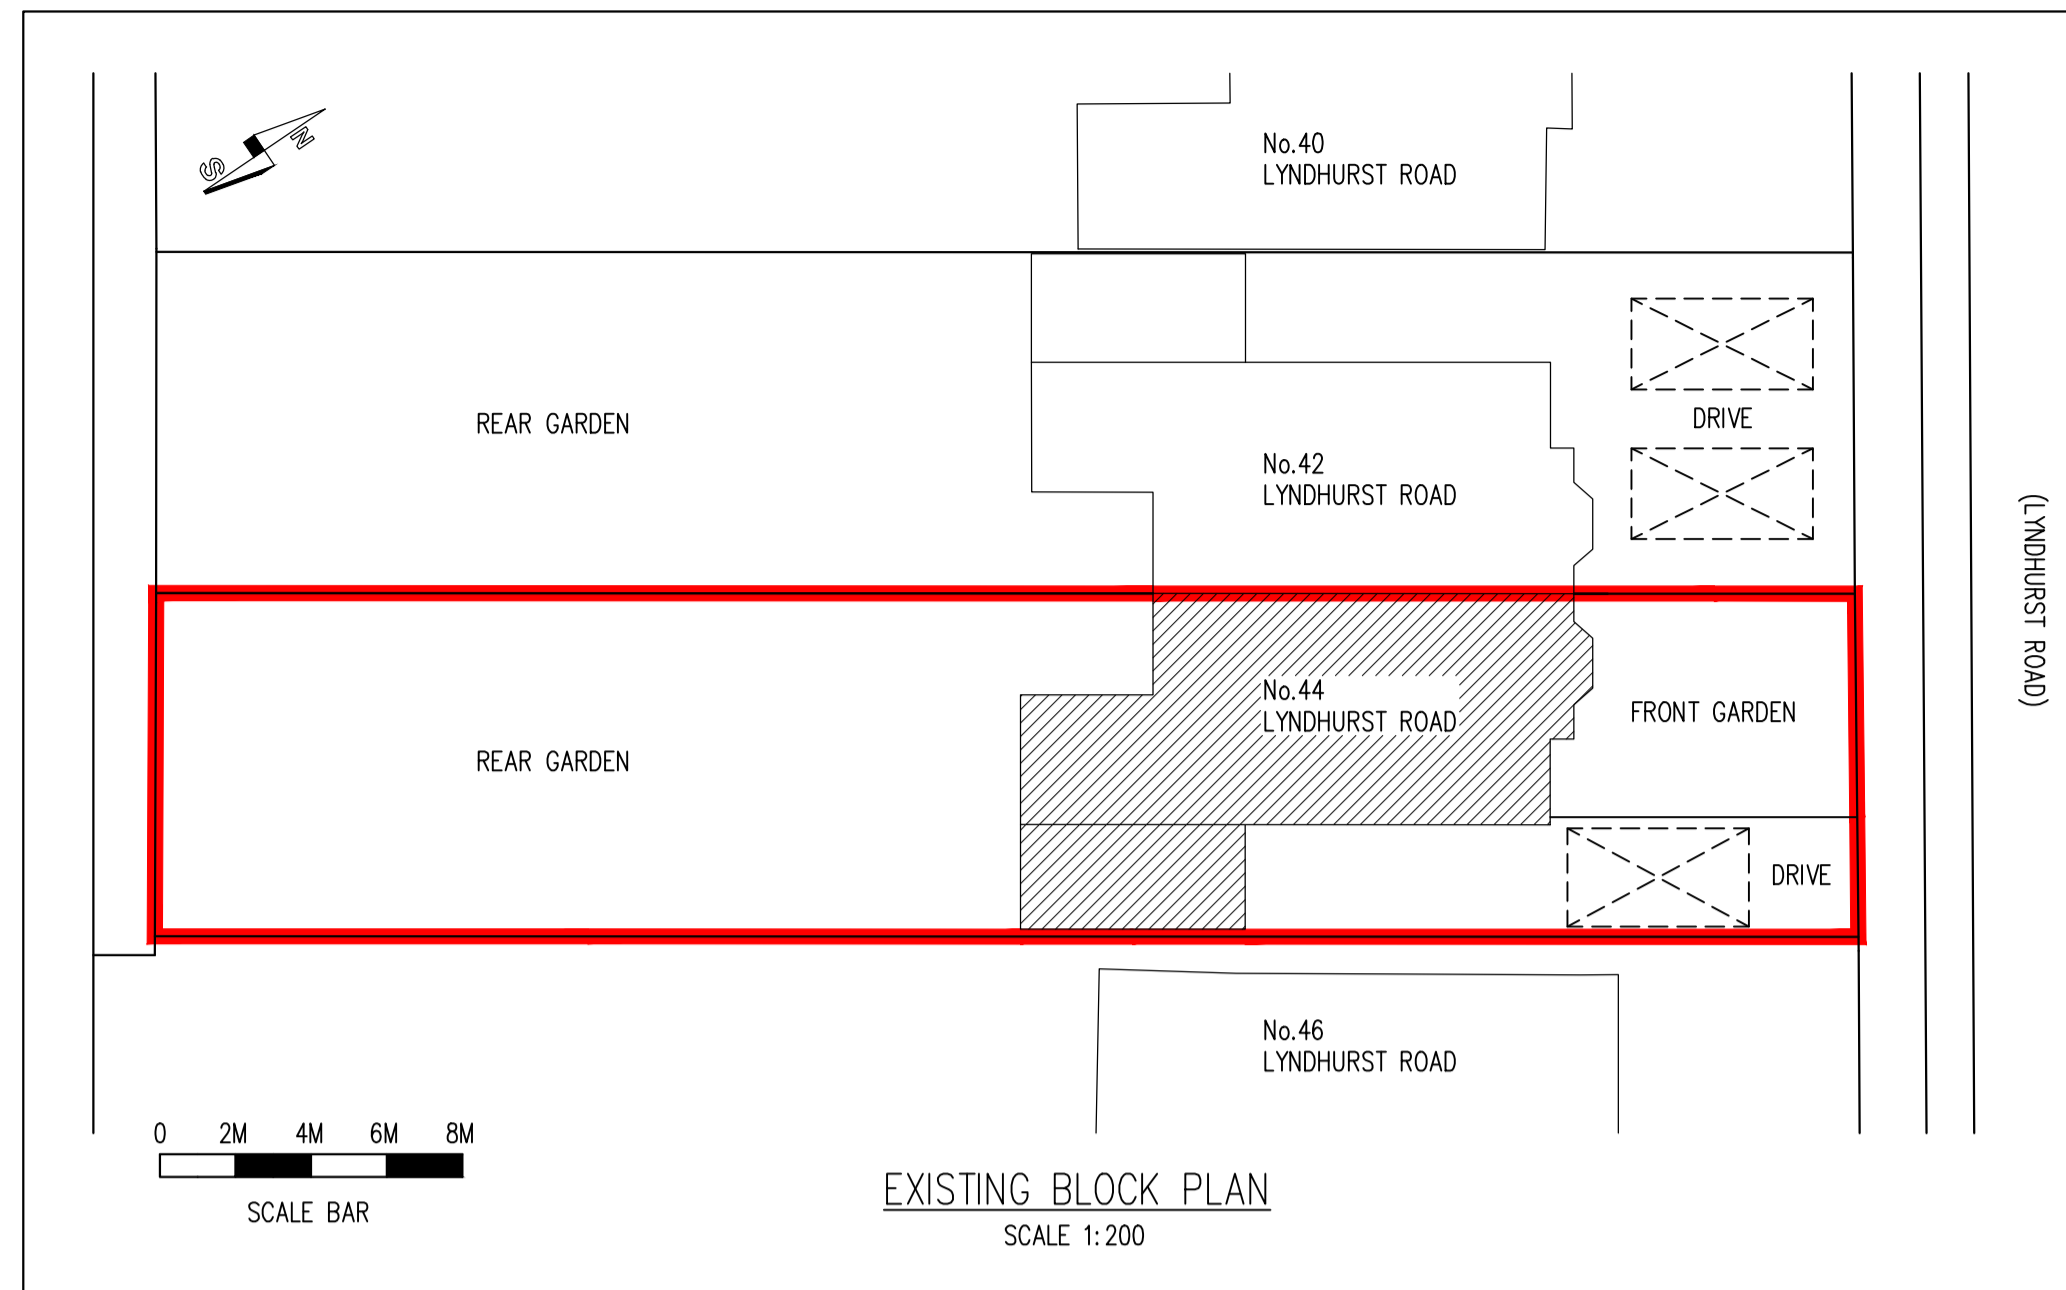 N
S
No.40
LYNDHURST ROAD
REAR GARDEN
DRIVE
No.42
LYNDHURST ROAD
(LYNDHURST ROAD)
No.44
LYNDHURST ROAD
FRONT GARDEN
REAR GARDEN
DRIVE
No.46
LYNDHURST ROAD
0 2M 4M 6M 8M
SCALE BAR
EXISTING BLOCK PLAN
SCALE 1:200